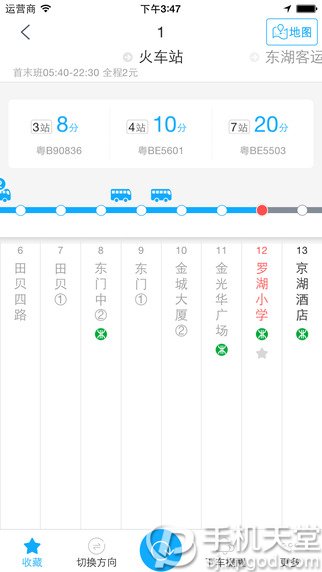 运营商 下午3:47
1 地图
火车站 东湖客运
首末班05:40-22:30 全程2元
3站 8分 4站 10分 7站 20分
粤B90836 粤BE5601 粤BE5503
2
6 7 8 9 10 11 12 13
田贝四路
田贝①
东门中②
东门①
金城大厦②
金光华广场
罗湖小学
京湖酒店
收藏 切换方向 下车提醒 更多
手机天堂